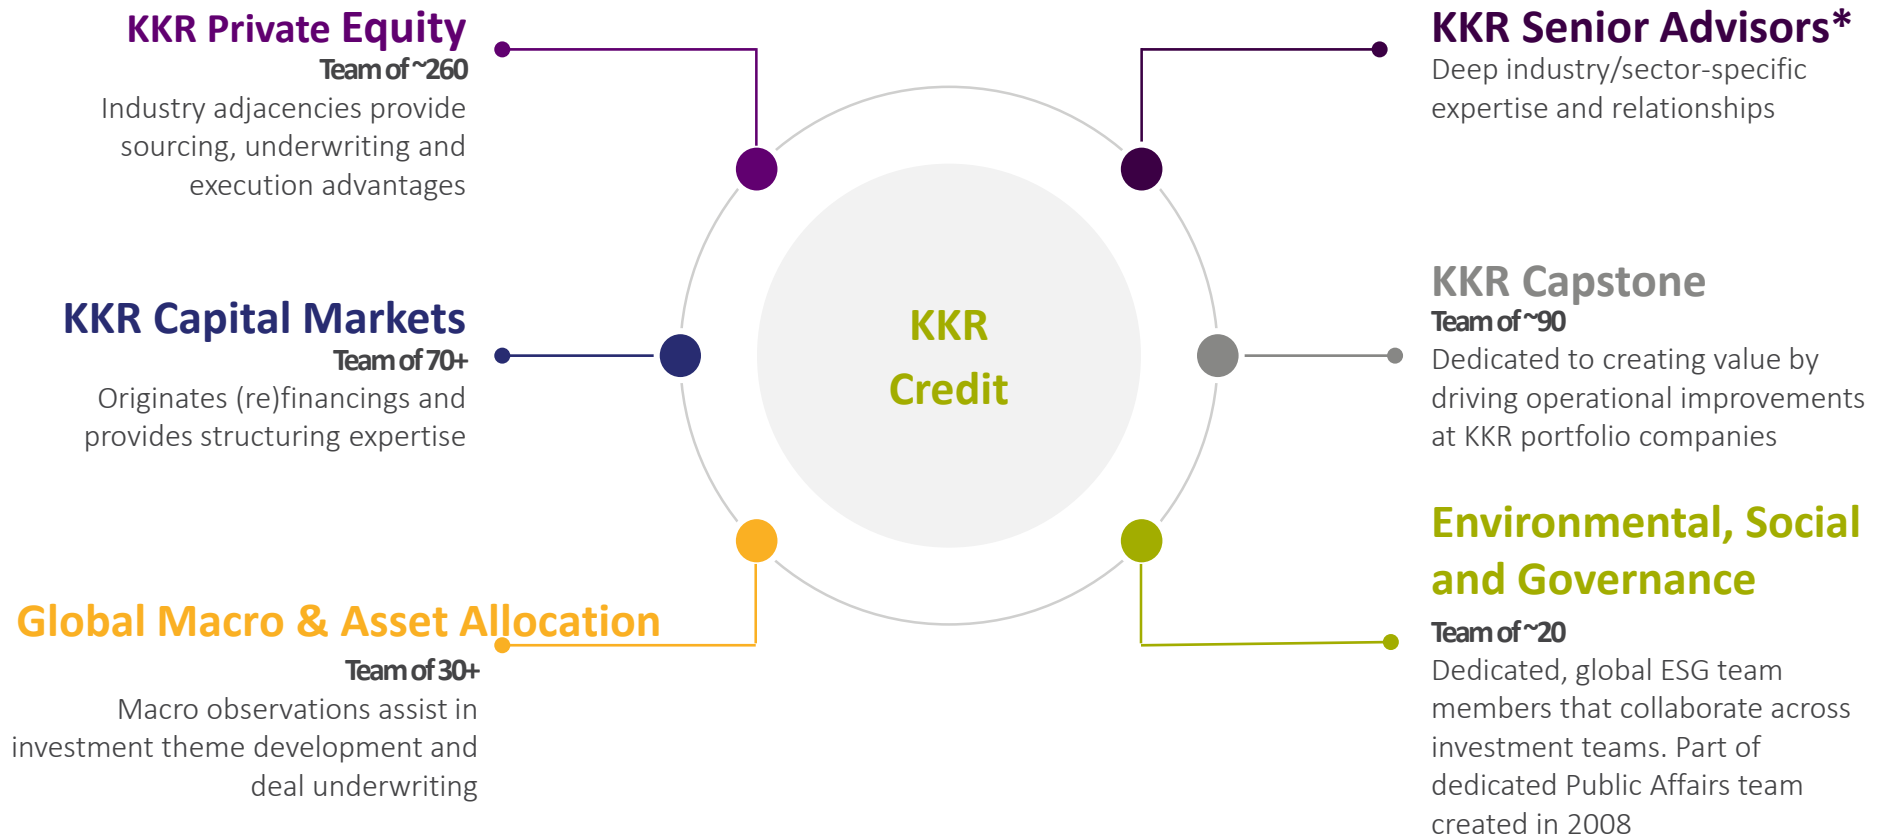 KKR Private Equity
Team of ~260
Industry adjacencies provide
sourcing, underwriting and
execution advantages
KKR Capital Markets
Team of 70+
Originates (re)financings and
provides structuring expertise
Global Macro & Asset Allocation
Team of 30+
Macro observations assist in
investment theme development and
deal underwriting
KKR
Credit
KKR Senior Advisors*
Deep industry/sector-specific
expertise and relationships
KKR Capstone
Team of ~90
Dedicated to creating value by
driving operational improvements
at KKR portfolio companies
Environmental, Social
and Governance
Team of ~20
Dedicated, global ESG team
members that collaborate across
investment teams. Part of
dedicated Public Affairs team
created in 2008